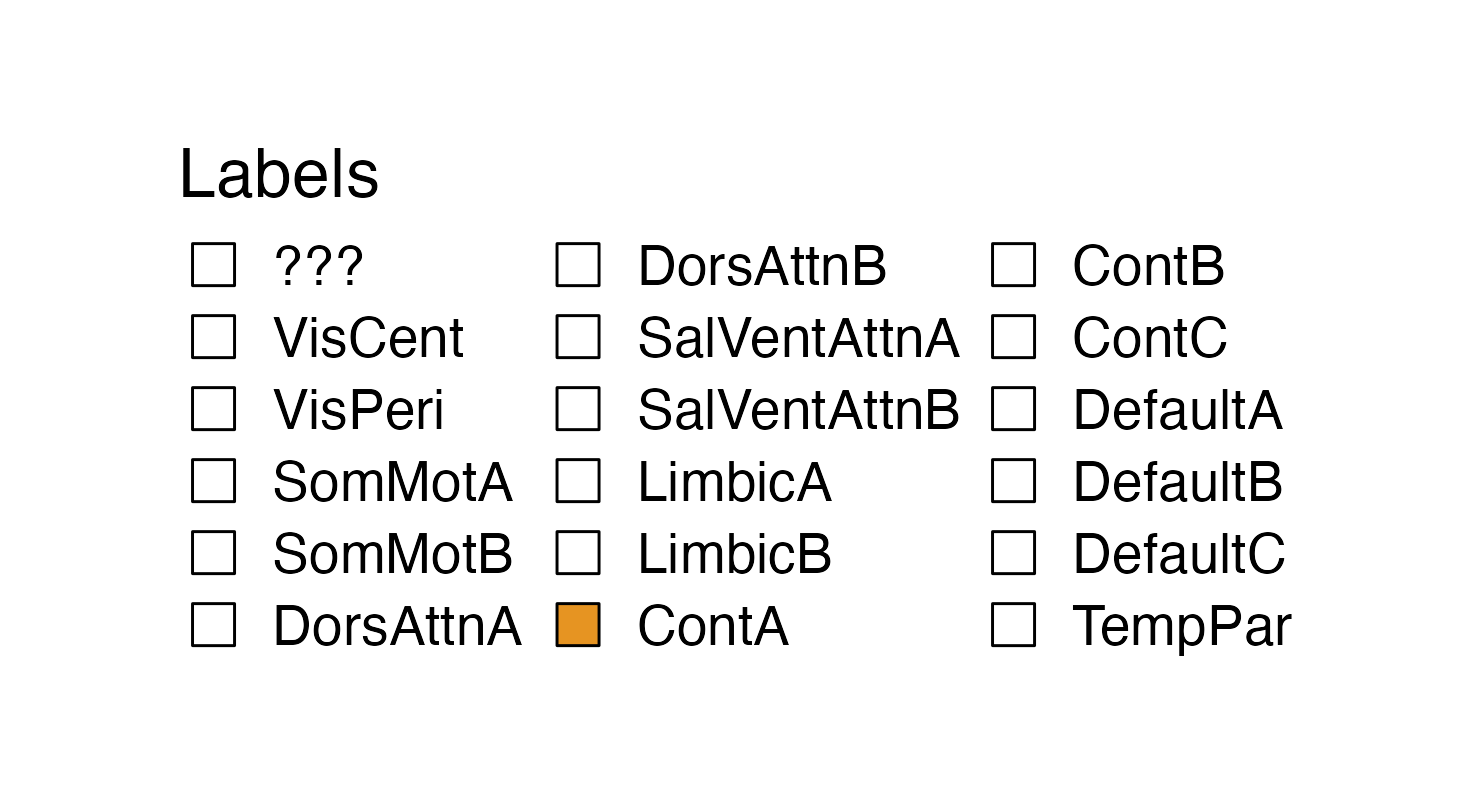 Labels
???
VisCent
VisPeri
SomMotA
SomMotB
DorsAttnA
DorsAttnB
SalVentAttnA
SalVentAttnB
LimbicA
LimbicB
ContA
ContB
ContC
DefaultA
DefaultB
DefaultC
TempPar